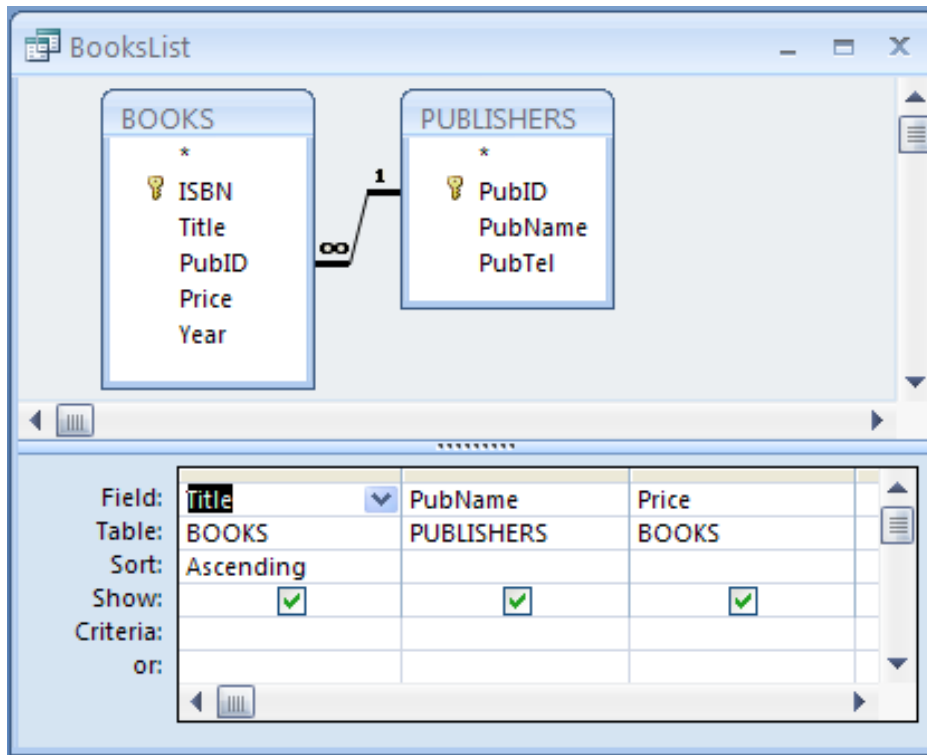 BooksList
BOOKS
*
ISBN
Title
PubID
Price
Year
1
∞
PUBLISHERS
*
PubID
PubName
PubTel
Field: Title PubName Price
Table: BOOKS PUBLISHERS BOOKS
Sort: Ascending
Show:
Criteria:
or: